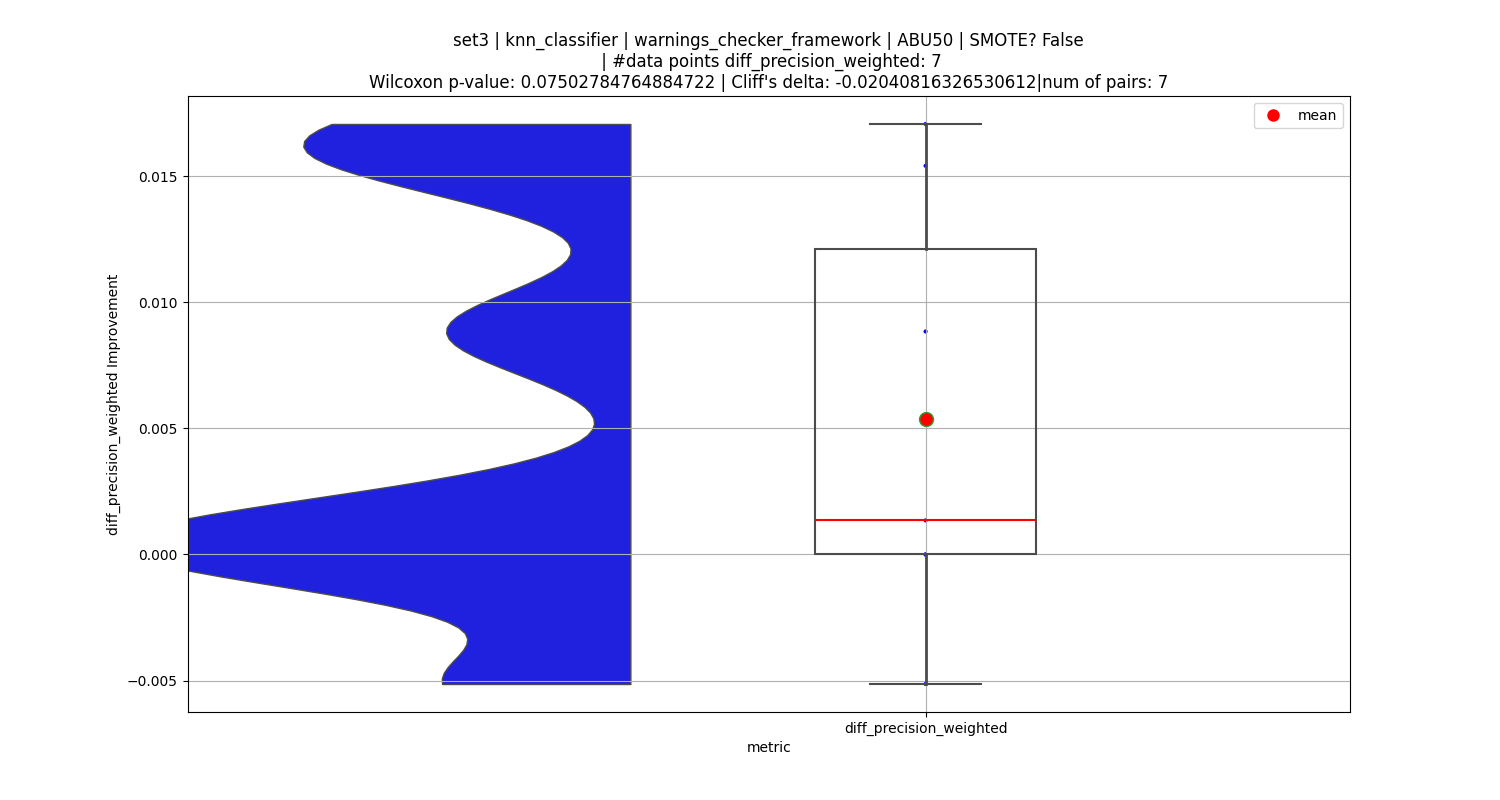 set3 | knn_classifier | warnings_checker_framework | ABU50 | SMOTE? False
| #data points diff_precision_weighted: 7
Wilcoxon p-value: 0.07502784764884722 | Cliff's delta: -0.02040816326530612|num of pairs: 7
mean
0.015
0.010
0.005
0.000
−0.005
diff_precision_weighted Improvement
diff_precision_weighted
metric